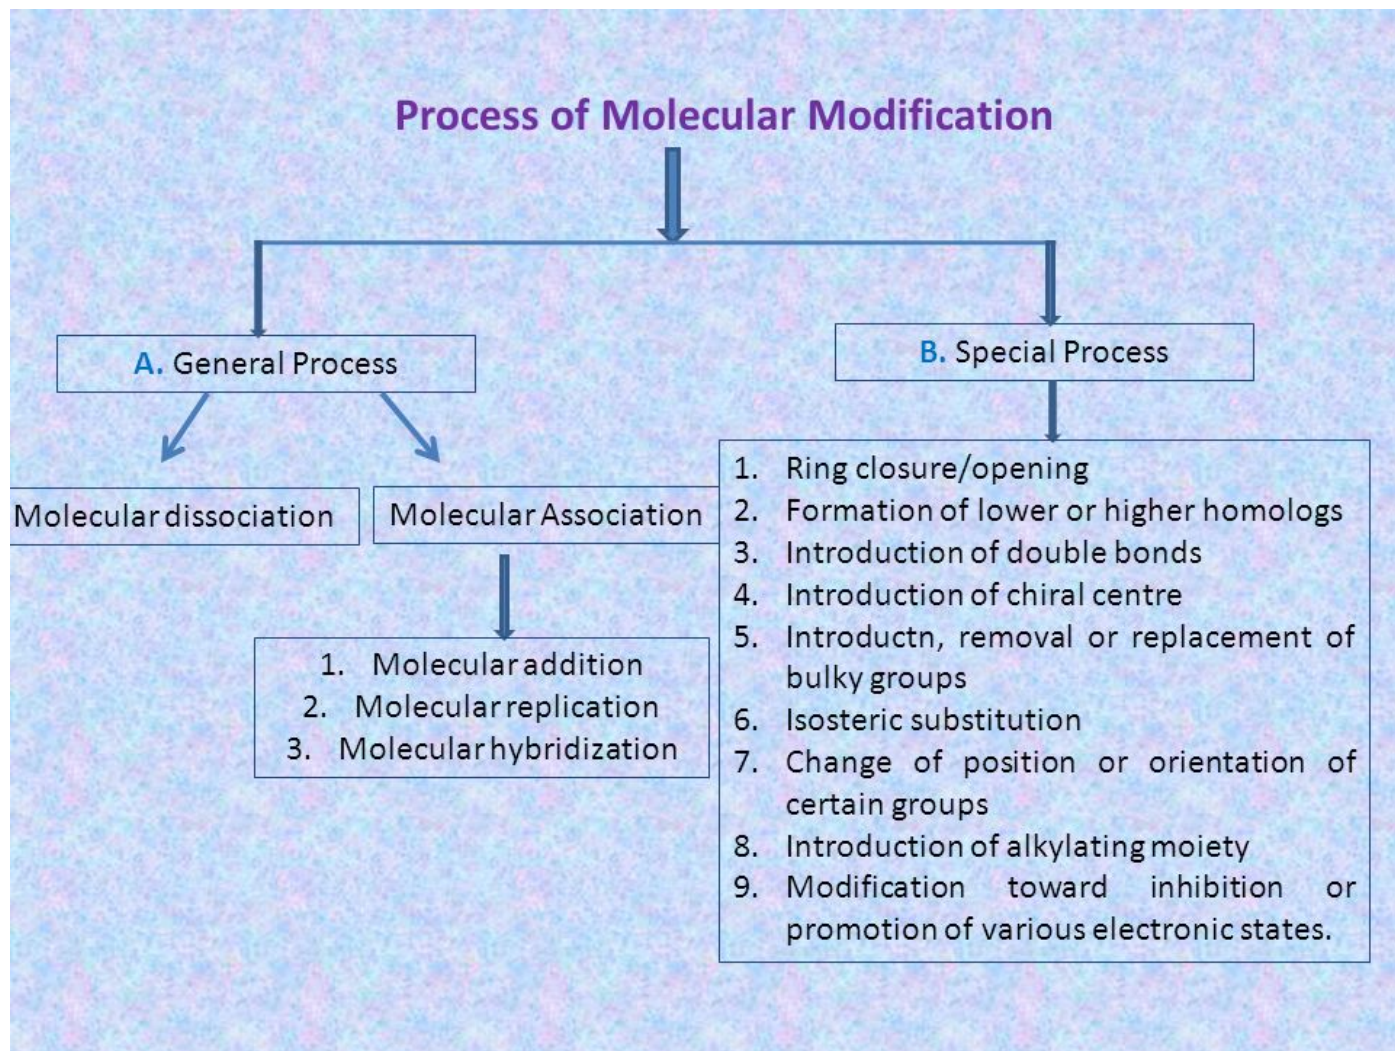 Process of Molecular Modification
A. General Process
B. Special Process
Molecular dissociation
Molecular Association
1. Molecular addition
2. Molecular replication
3. Molecular hybridization
1. Ring closure/opening
2. Formation of lower or higher homologs
3. Introduction of double bonds
4. Introduction of chiral centre
5. Introductn, removal or replacement of
bulky groups
6. Isosteric substitution
7. Change of position or orientation of
certain groups
8. Introduction of alkylating moiety
9. Modification toward inhibition or
promotion of various electronic states.